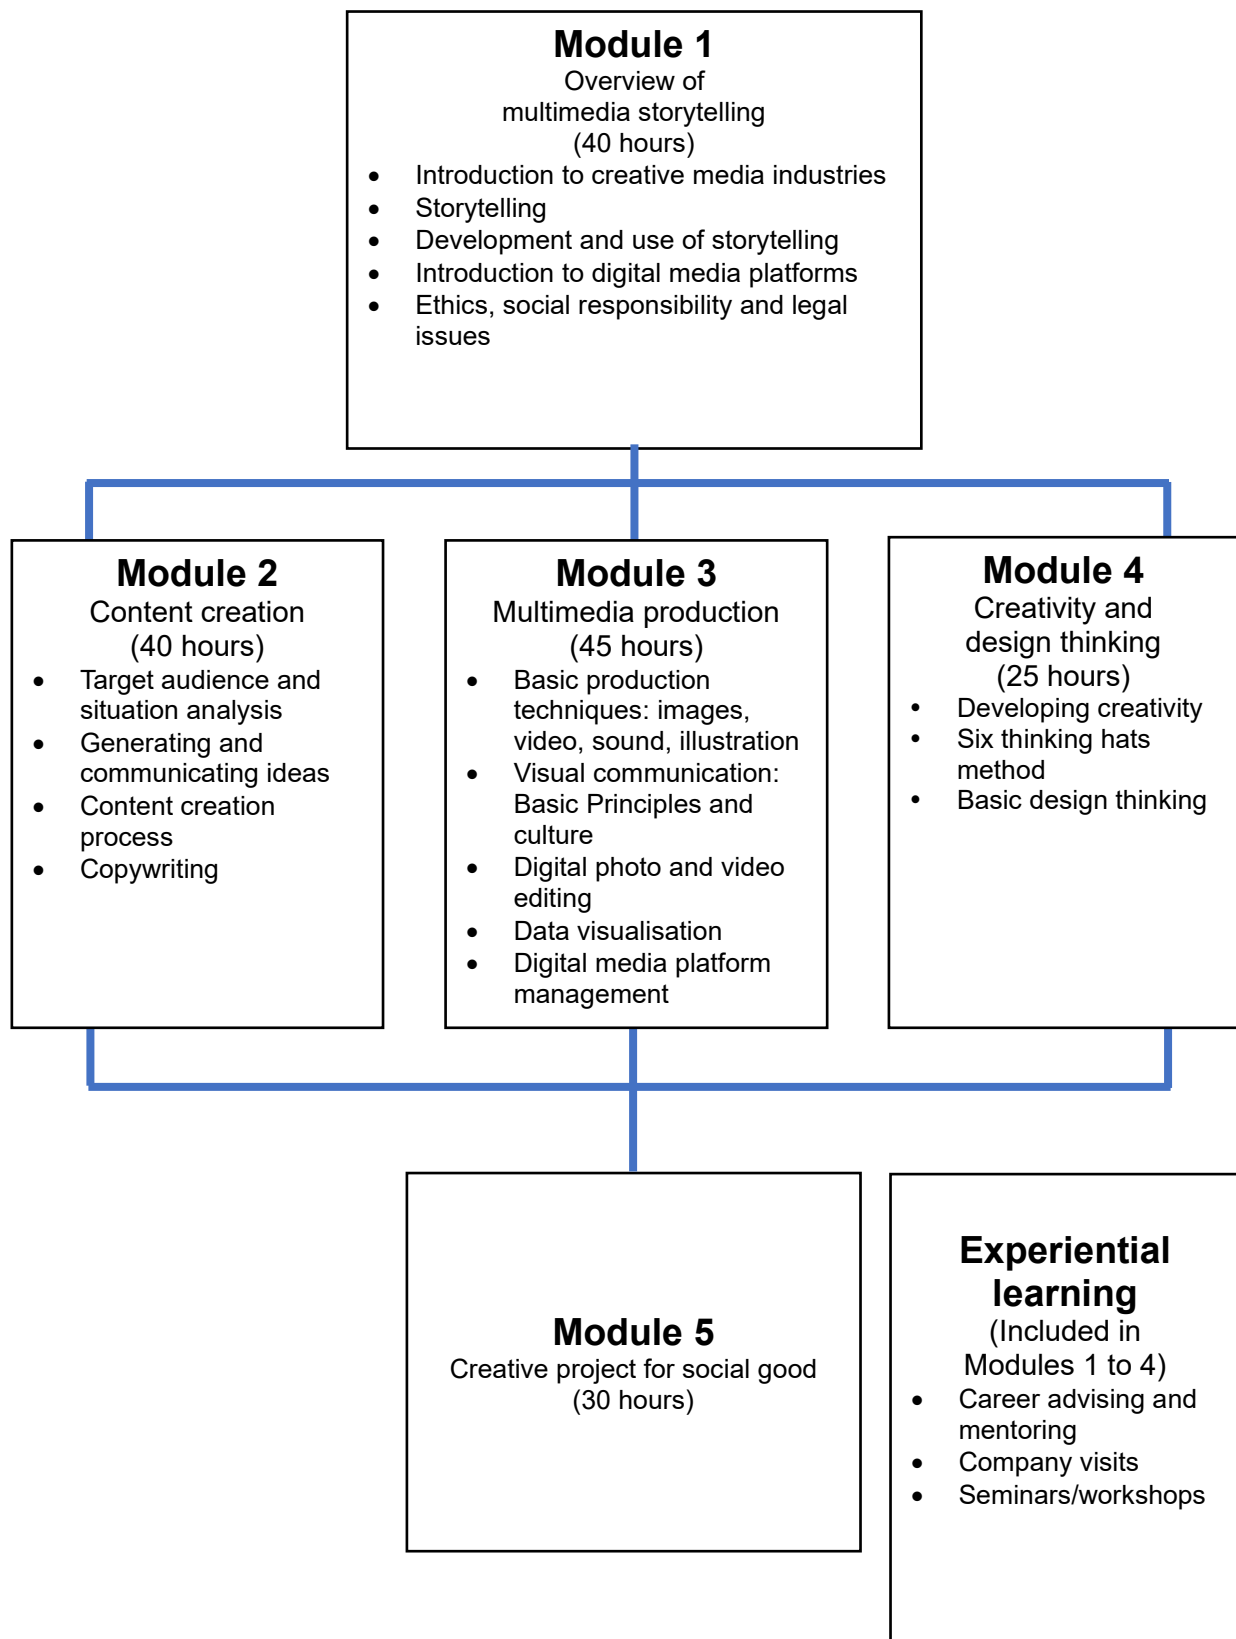 Module 1
Overview of
multimedia storytelling
(40 hours)
• Introduction to creative media industries
• Storytelling
• Development and use of storytelling
• Introduction to digital media platforms
• Ethics, social responsibility and legal
issues
Module 2
Content creation
(40 hours)
• Target audience and
situation analysis
• Generating and
communicating ideas
• Content creation
process
• Copywriting
Module 3
Multimedia production
(45 hours)
• Basic production
techniques: images,
video, sound, illustration
• Visual communication:
Basic Principles and
culture
• Digital photo and video
editing
• Data visualisation
• Digital media platform
management
Module 4
Creativity and
design thinking
(25 hours)
• Developing creativity
• Six thinking hats
method
• Basic design thinking
Module 5
Creative project for social good
(30 hours)
Experiential
learning
(Included in
Modules 1 to 4)
• Career advising and
mentoring
• Company visits
• Seminars/workshops